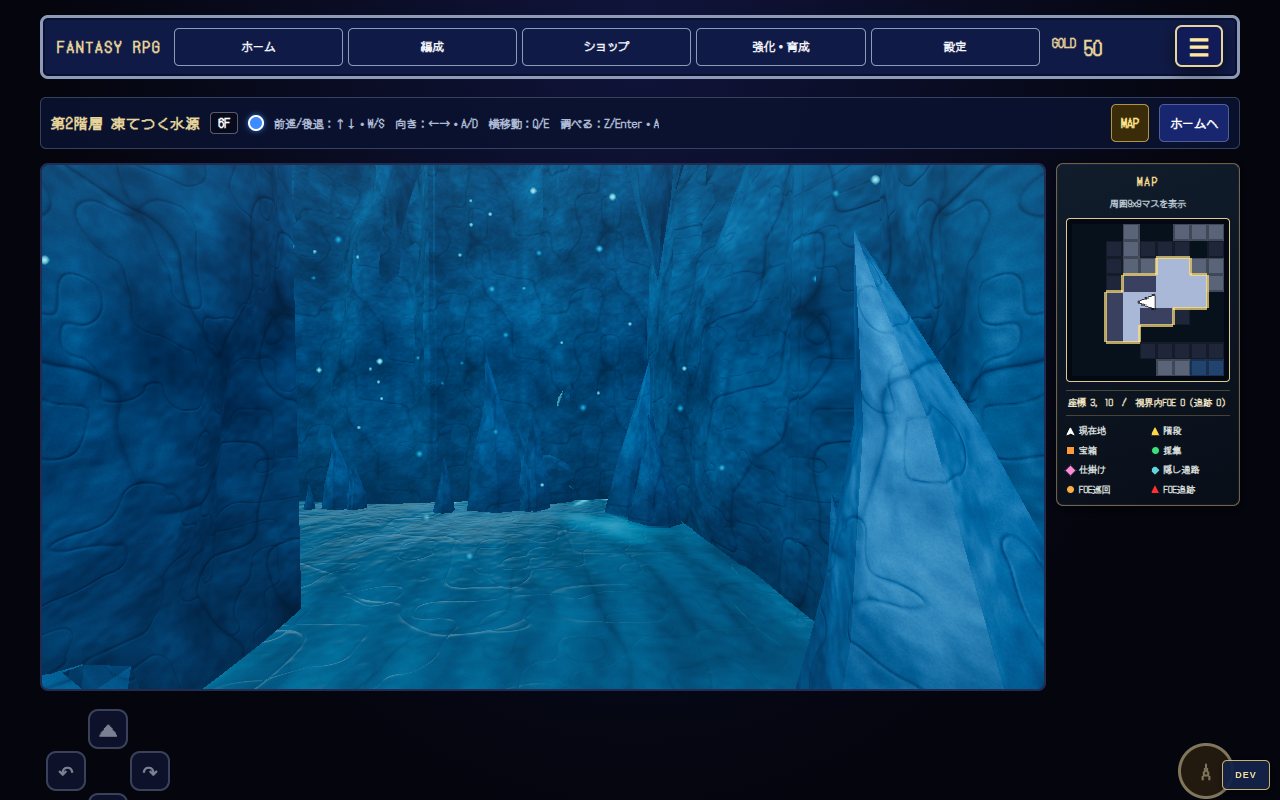 FANTASY RPG
ホーム
編成
ショップ
強化・育成
設定
GOLD 50
第2階層 凍てつく水源 6F 前進/後退：↑↓・W/S 向き：←→・A/D 横移動：Q/E 調べる：Z/Enter・A
MAP
ホームへ
MAP
周囲9x9マスを表示
座標 3, 10 / 視界内FOE 0（追跡 0）
現在地
階段
宝箱
採集
仕掛け
隠し通路
FOE巡回
FOE追跡
A
DEV